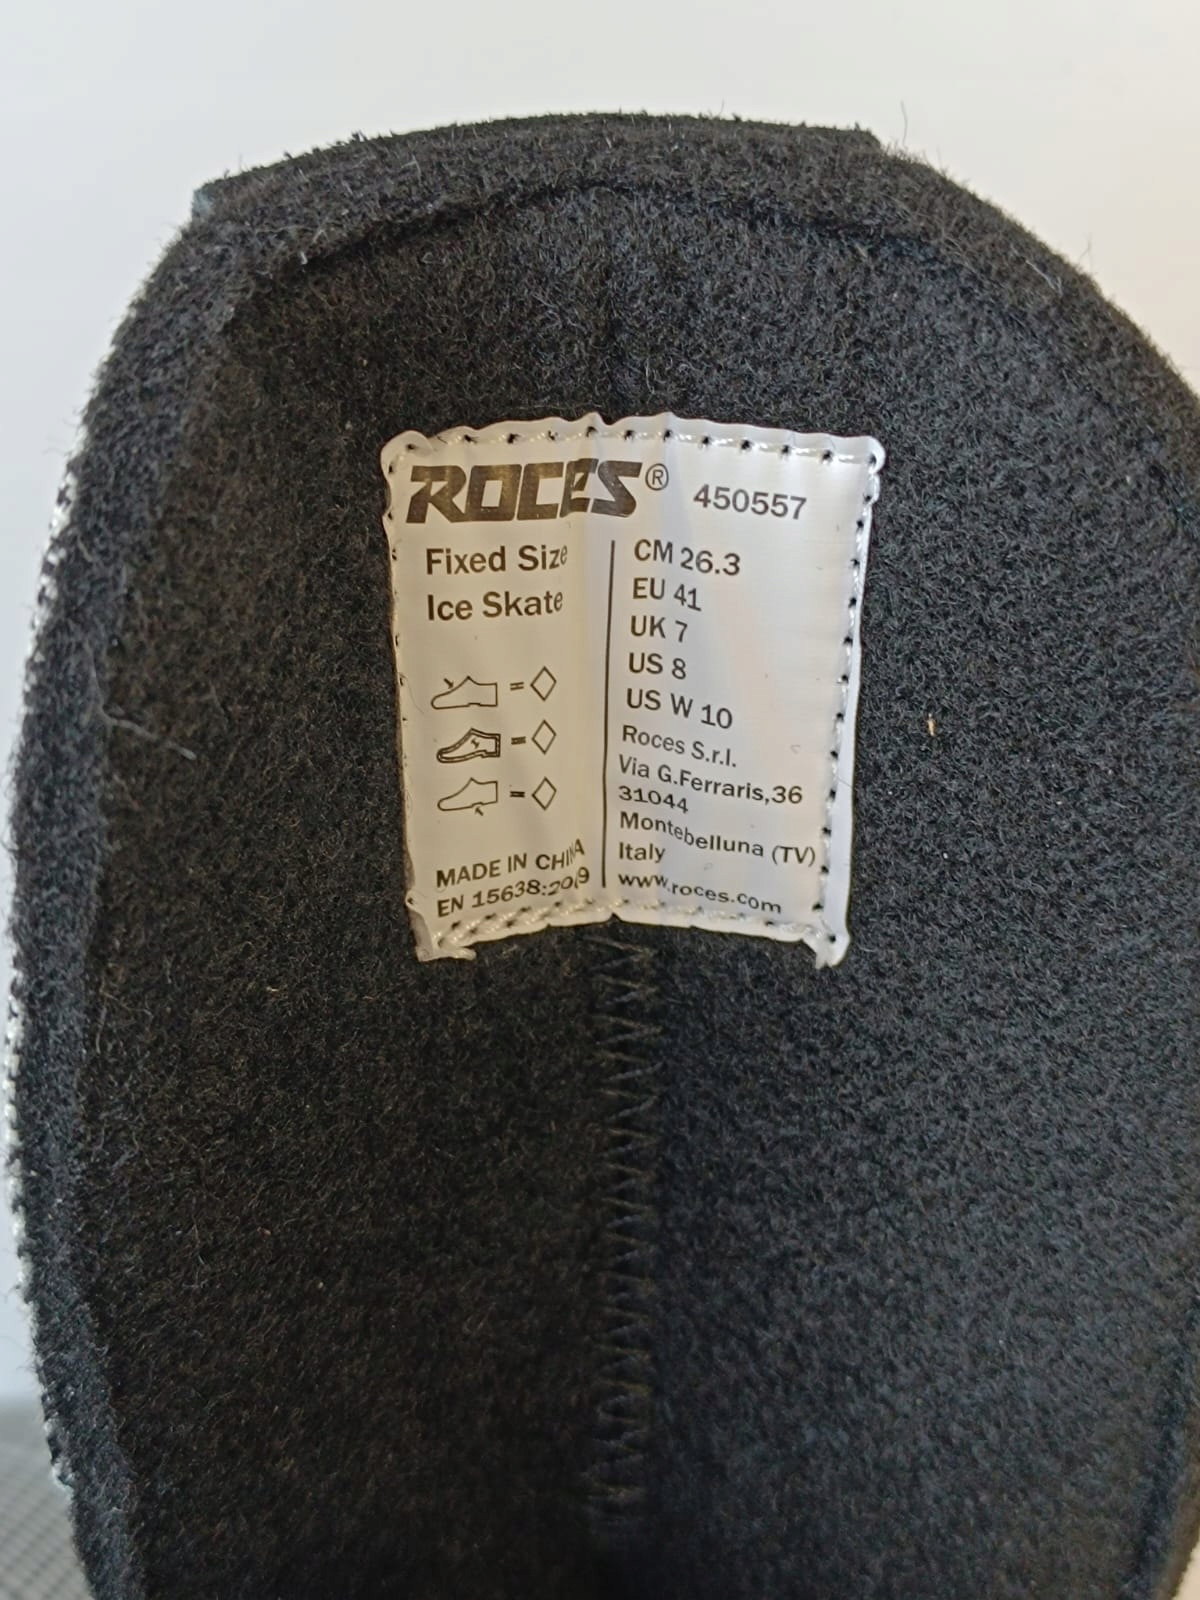 ROCES® 450557
Fixed Size
Ice Skate
=
=
=
MADE IN CHINA
EN 15638:2019
CM 26.3
EU 41
UK 7
US 8
US W 10
Roces S.r.l.
Via G.Ferraris,36
31044
Montebelluna (TV)
Italy
www.roces.com